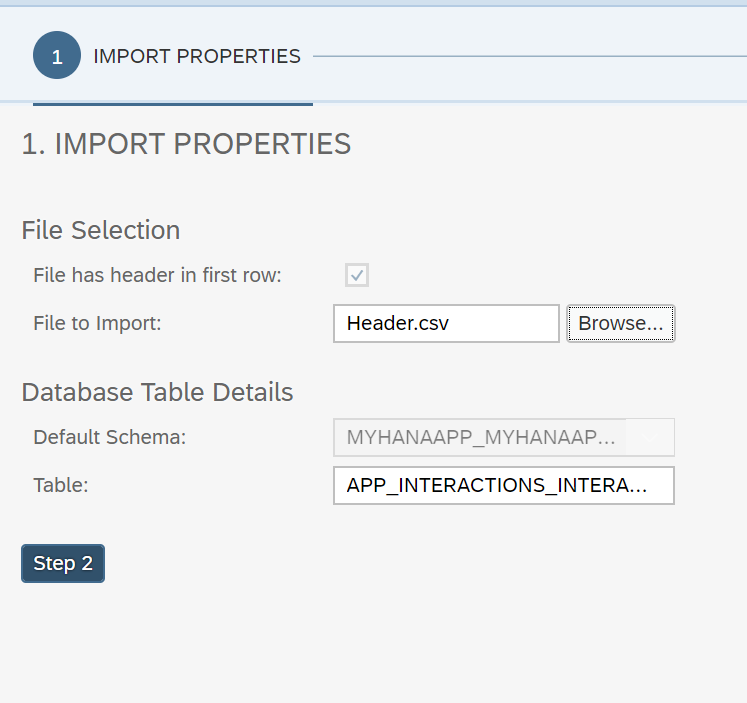 1 IMPORT PROPERTIES
1. IMPORT PROPERTIES
File Selection
File has header in first row:
File to Import: Header.csv Browse...
Database Table Details
Default Schema: MYHANAAPP_MYHANAAP...
Table: APP_INTERACTIONS_INTERA...
Step 2